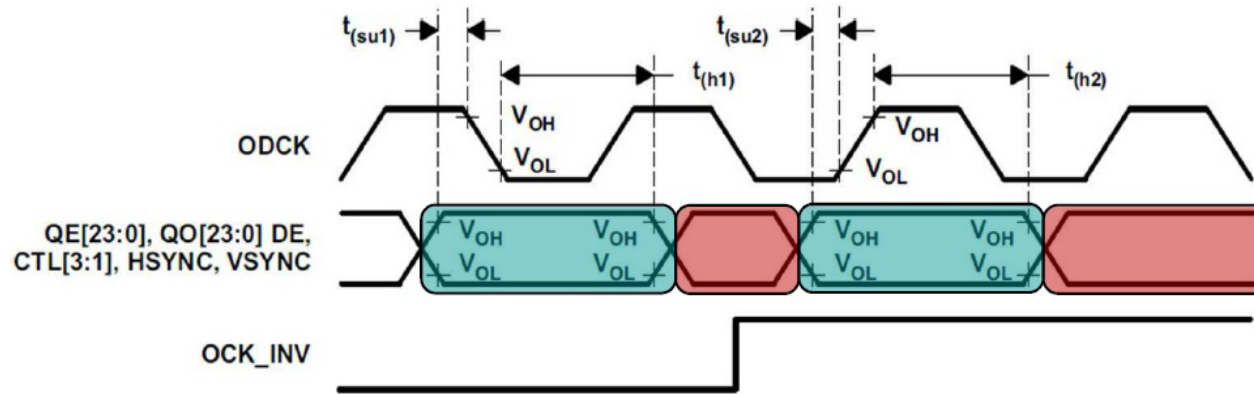 t(su1)
t(h1)
t(su2)
t(h2)
ODCK
VOH
VOL
VOH
VOL
QE[23:0], QO[23:0] DE,
CTL[3:1], HSYNC, VSYNC
VOH
VOL
VOH
VOL
VOH
VOL
VOH
VOL
OCK_INV